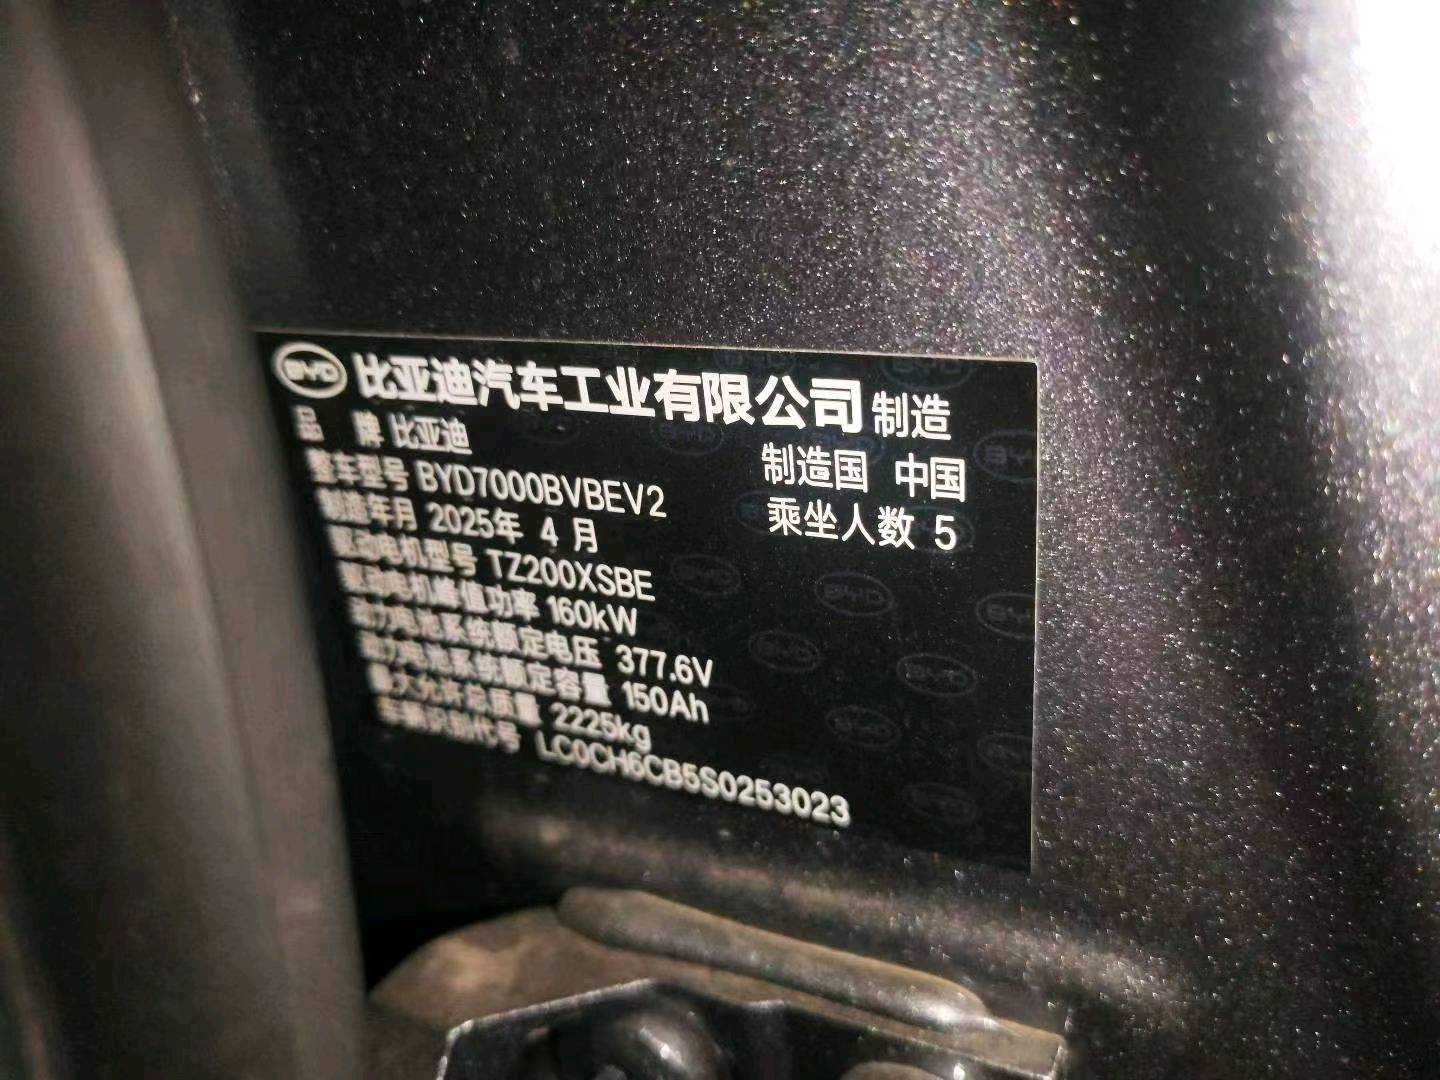 BYD 比亚迪汽车工业有限公司 制造
品 牌 比亚迪
制造国 中国
整车型号 BYD7000BVBEV2
乘坐人数 5
制造年月 2025年 4 月
驱动电机型号 TZ200XSBE
驱动电机峰值功率 160kW
动力电池系统额定电压 377.6V
动力电池系统额定容量 150Ah
最大允许总质量 2225kg
车辆识别代号 LC0CH6CB5S0253023